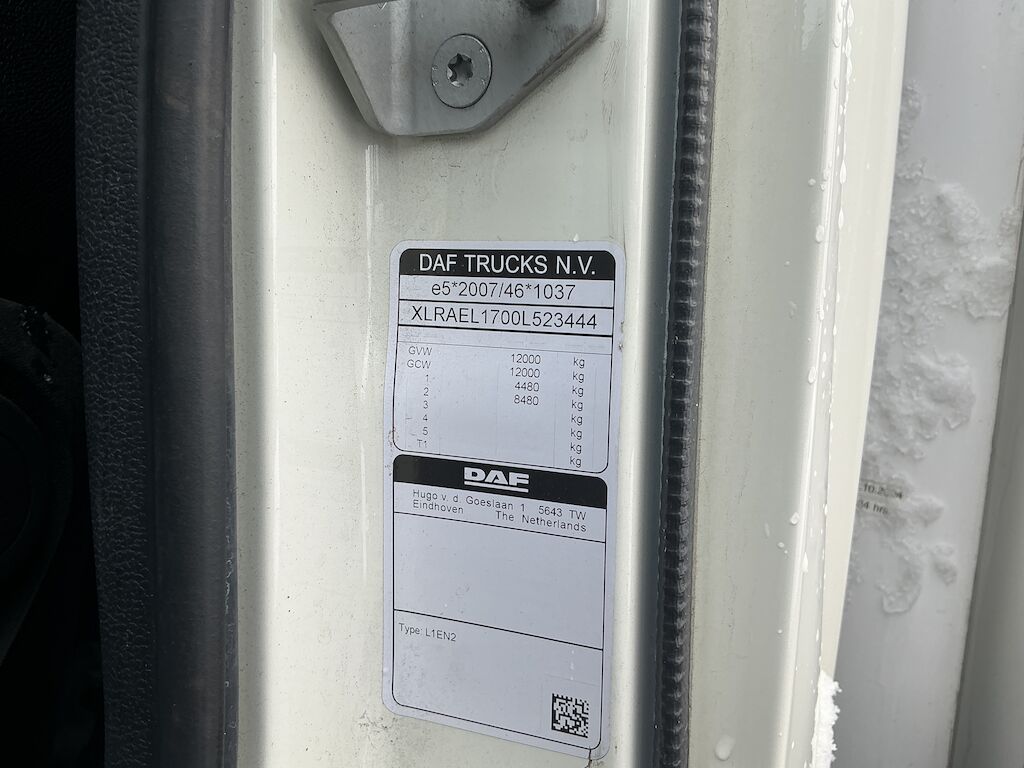 DAF TRUCKS N.V.
e5*2007/46*1037
XLRAEL1700L523444
GVW 12000 kg
GCW 12000 kg
1 4480 kg
2 8480 kg
3 kg
4 kg
5 kg
T1 kg
DAF
Hugo v. d. Goeslaan 1 5643 TW
Eindhoven The Netherlands
Type: L1EN2